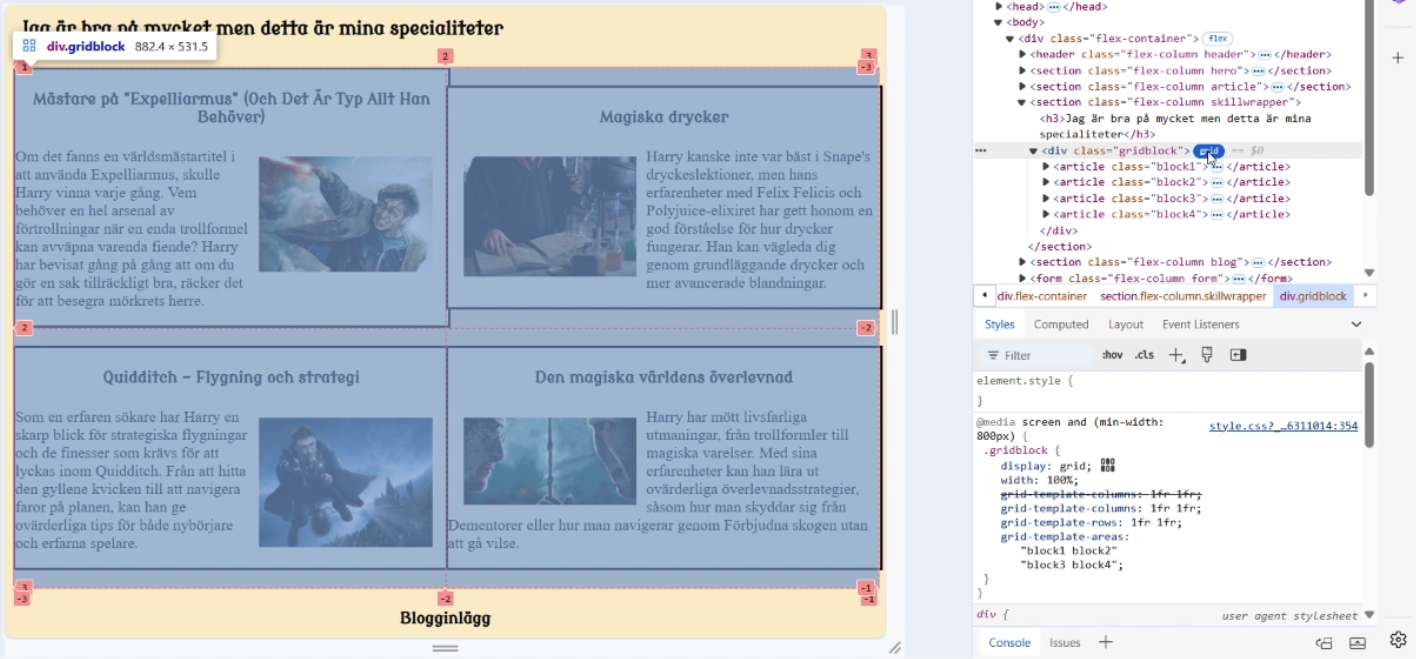 Jag är bra på mycket men detta är mina specialiteter
div.gridblock 882.4 × 531.5
1
2
3
-3
Mästare på "Expelliarmus" (Och Det Är Typ Allt Han
Behöver)
Om det fanns en världsmästartitel i
att använda Expelliarmus, skulle
Harry vinna varje gång. Vem
behöver en hel arsenal av
förtrollningar när en enda trollformel
kan avväpna varenda fiende? Harry
har bevisat gång på gång att om du
gör en sak tillräckligt bra, räcker det
för att besegra mörkrets herre.
Magiska drycker
Harry kanske inte var bäst i Snape's
dryckeslektioner, men hans
erfarenheter med Felix Felicis och
Polyjuice-elixiret har gett honom en
god förståelse för hur drycker
fungerar. Han kan vägleda dig
genom grundläggande drycker och
mer avancerade blandningar.
2
-2
Quidditch - Flygning och strategi
Som en erfaren sökare har Harry en
skarp blick för strategiska flygningar
och de finesser som krävs för att
lyckas inom Quidditch. Från att hitta
den gyllene kvicken till att navigera
faror på planen, kan han ge
ovärderliga tips för både nybörjare
och erfarna spelare.
Den magiska världens överlevnad
Harry har mött livsfarliga
utmaningar, från trollformler till
magiska varelser. Med sina
erfarenheter kan han lära ut
ovärderliga överlevnadsstrategier,
såsom hur man skyddar sig från
Dementorer eller hur man navigerar genom Förbjudna skogen utan
att gå vilse.
3
-3
-2
-1
-1
Blogginlägg
<head> ⋯ </head>
<body>
<div class="flex-container"> flex
<header class="flex-column header"> ⋯ </header>
<section class="flex-column hero"> ⋯ </section>
<section class="flex-column article"> ⋯ </section>
<section class="flex-column skillwrapper">
<h3>Jag är bra på mycket men detta är mina
specialiteter</h3>
⋯ <div class="gridblock"> grid == $0
<article class="block1"> ⋯ </article>
<article class="block2"> ⋯ </article>
<article class="block3"> ⋯ </article>
<article class="block4"> ⋯ </article>
</div>
</section>
<section class="flex-column blog"> ⋯ </section>
<form class="flex-column form"> ⋯ </form>
div.flex-container section.flex-column.skillwrapper div.gridblock
Styles Computed Layout Event Listeners
Filter :hov .cls
element.style {
}
@media screen and (min-width: style.css?_…6311014:354
800px) {
.gridblock {
display: grid;
width: 100%;
grid-template-columns: 1fr 1fr;
grid-template-columns: 1fr 1fr;
grid-template-rows: 1fr 1fr;
grid-template-areas:
"block1 block2"
"block3 block4";
}
}
div { user agent stylesheet
Console Issues